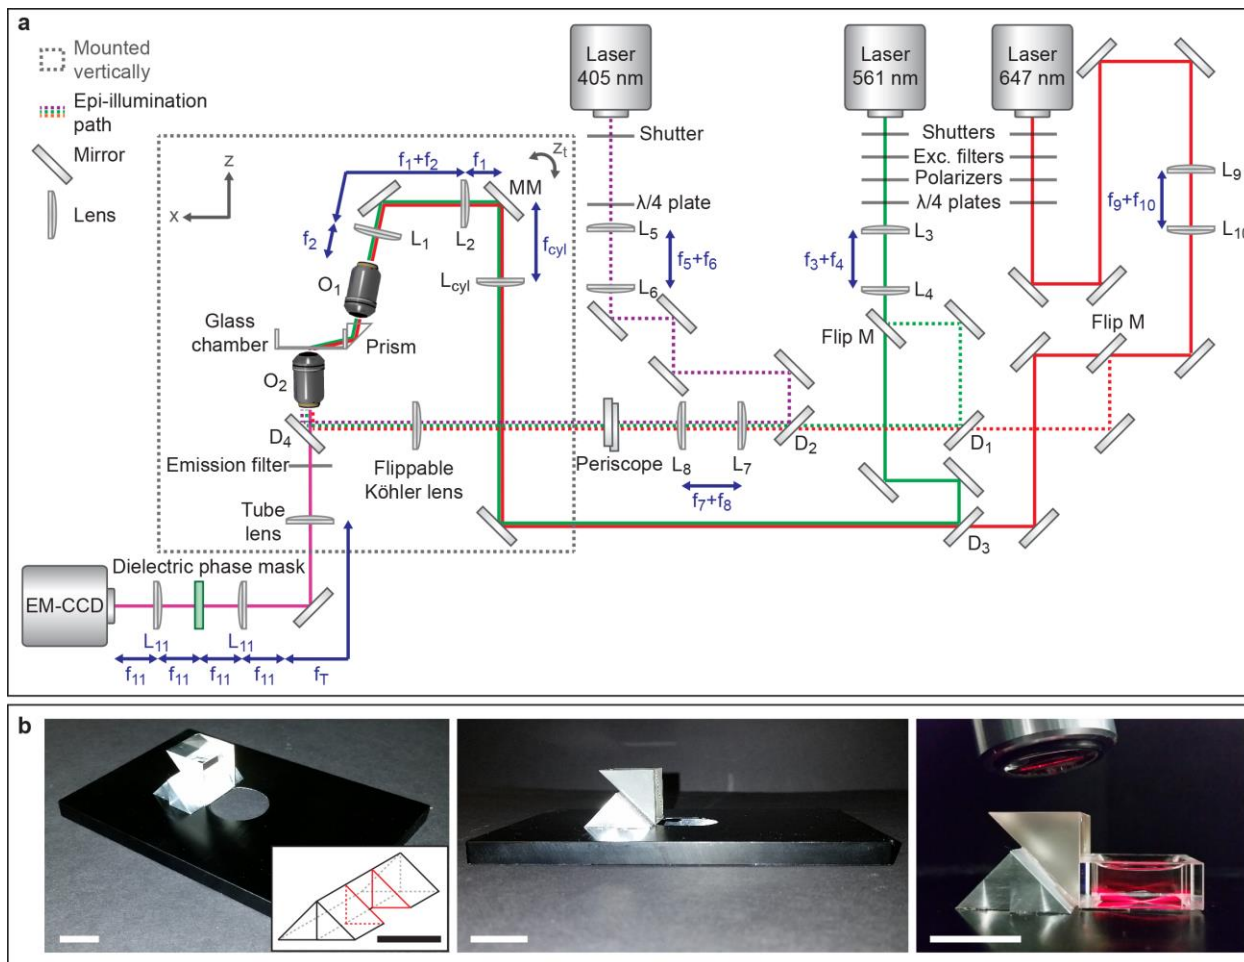 a
Mounted
vertically
Epi-illumination
path
Mirror
Lens
z
x
f1+f2
f1
zt
MM
f2
L1
L2
fcyl
Lcyl
O1
Glass
chamber
Prism
O2
D4
Emission filter
Tube
lens
Flippable
Köhler lens
Periscope
L8
L7
f7+f8
D2
D1
D3
Laser
405 nm
Shutter
λ/4 plate
L5
f5+f6
L6
Laser
561 nm
Laser
647 nm
Shutters
Exc. filters
Polarizers
λ/4 plates
L3
f3+f4
L4
Flip M
Flip M
L9
f9+f10
L10
Dielectric phase mask
EM-CCD
L11
L11
f11
f11
f11
f11
fT
b